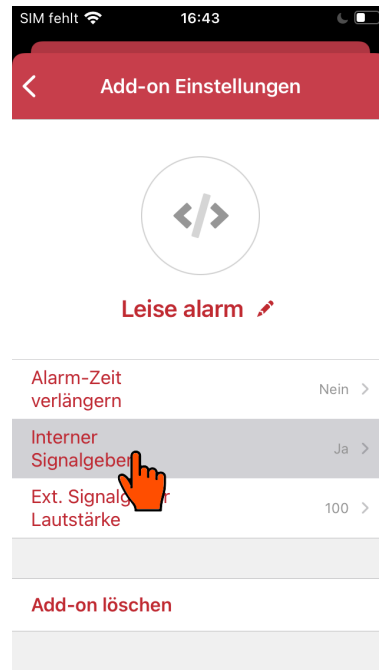 SIM fehlt 16:43
Add-on Einstellungen
</>
Leise alarm
Alarm-Zeit
verlängern
Nein
Interner
Signalgeber
Ja
Ext.
Lautstärke
100
Add-on löschen